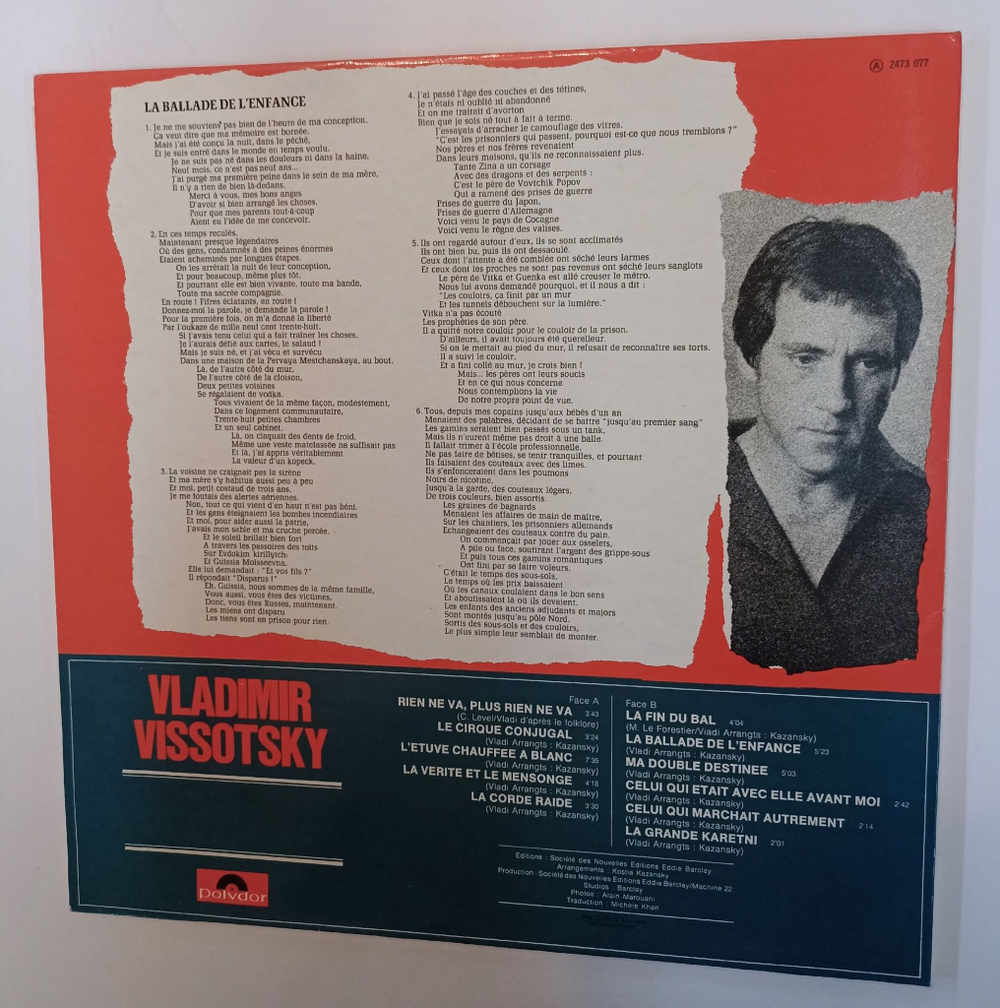 Ⓐ 2473 077
LA BALLADE DE L'ENFANCE
1. Je ne me souviens pas bien de l'heure de ma conception.
Ça veut dire que ma mémoire est bornée.
Mais j'ai été conçu la nuit, dans le péché,
Et je suis entré dans le monde en temps voulu.
Je ne suis pas né dans les douleurs ni dans la haine.
Neuf mois, ce n'est pas neuf ans...
J'ai purgé ma première peine dans le sein de ma mère,
Il n'y a rien de bien là-dedans.
Merci à vous, mes bons anges
D'avoir si bien arrangé les choses,
Pour que mes parents tout-à-coup
Aient eu l'idée de me concevoir.
2. En ces temps reculés,
Maintenant presque légendaires
Où des gens, condamnés à des peines énormes
Etaient acheminés par longues étapes.
On les arrêtait la nuit de leur conception,
Et pour beaucoup, même plus tôt.
Et pourtant elle est bien vivante, toute ma bande,
Toute ma sacrée compagnie.
En route ! Fifres éclatants, en route !
Donnez-moi la parole, je demande la parole !
Pour la première fois, on m'a donné la liberté
Par l'oukaze de mille neuf cent trente-huit.
Si j'avais tenu celui qui a fait traîner les choses,
Je l'aurais défié aux cartes, le salaud !
Mais je suis né, et j'ai vécu et survécu
Dans une maison de la Pervaya Mestchanskaya, au bout.
Là, de l'autre côté du mur,
De l'autre côté de la cloison,
Deux petites voisines
Se régalaient de vodka.
Tous vivaient de la même façon, modestement,
Dans ce logement communautaire,
Trente-huit petites chambres
Et un seul cabinet.
Là, on claquait des dents de froid,
Même une veste matelassée ne suffisait pas
Et là, j'ai appris véritablement
La valeur d'un kopeck.
3. La voisine ne craignait pas la sirène
Et ma mère s'y habitua aussi peu à peu
Et moi, petit costaud de trois ans,
Je me foutais des alertes aériennes.
Non, tout ce qui vient d'en haut n'est pas béni.
Et les gens éteignaient les bombes incendiaires
Et moi, pour aider aussi la patrie,
J'avais mon sable et ma cruche percée.
Et le soleil brillait bien fort
A travers les passoires des toits
Sur Evdokim kirillytch
Et Guissia Moisseevna.
Elle lui demandait : "Et vos fils ?"
Il répondait "Disparus !"
Eh, Guissia, nous sommes de la même famille,
Vous aussi, vous êtes des victimes,
Donc, vous êtes Russes, maintenant.
Les miens ont disparu
Les tiens sont en prison pour rien.
4. J'ai passé l'âge des couches et des tétines,
Je n'étais ni oublié ni abandonné
Et on me traitait d'avorton
Bien que je sois né tout à fait à terme.
J'essayais d'arracher le camouflage des vitres.
"C'est les prisonniers qui passent, pourquoi est-ce que nous tremblons ?"
Nos pères et nos frères revenaient
Dans leurs maisons, qu'ils ne reconnaissaient plus.
Tante Zina a un corsage
Avec des dragons et des serpents :
C'est le père de Vovtchik Popov
Qui a ramené des prises de guerre
Prises de guerre du Japon,
Prises de guerre d'Allemagne
Voici venu le pays de Cocagne
Voici venu le règne des valises.
5. Ils ont regardé autour d'eux, ils se sont acclimatés
Ils ont bien bu, puis ils ont dessaoulé.
Ceux dont l'attente a été comblée ont séché leurs larmes
Et ceux dont les proches ne sont pas revenus ont séché leurs sanglots
Le père de Vitka et Guenka est allé creuser le métro.
Nous lui avons demandé pourquoi, et il nous a dit :
"Les couloirs, ça finit par un mur
Et les tunnels débouchent sur la lumière."
Vitka n'a pas écouté
Les prophéties de son père.
Il a quitté notre couloir pour le couloir de la prison.
D'ailleurs, il avait toujours été querelleur.
Si on le mettait au pied du mur, il refusait de reconnaître ses torts.
Il a suivi le couloir,
Et a fini collé au mur, je crois bien !
Mais... les pères ont leurs soucis
Et en ce qui nous concerne
Nous contemplions la vie
De notre propre point de vue.
6. Tous, depuis mes copains jusqu'aux bébés d'un an
Menaient des palabres, décidant de se battre "jusqu'au premier sang"
Les gamins seraient bien passés sous un tank,
Mais ils n'eurent même pas droit à une balle.
Il fallait trimer à l'école professionnelle,
Ne pas faire de bêtises, se tenir tranquilles, et pourtant
Ils faisaient des couteaux avec des limes.
Ils s'enfonceraient dans les poumons
Noirs de nicotine,
Jusqu'à la garde, des couteaux légers,
De trois couleurs, bien assortis.
Les graines de bagnards
Menaient les affaires de main de maître,
Sur les chantiers, les prisonniers allemands
Echangeaient des couteaux contre du pain.
On commençait par jouer aux osselets,
A pile ou face, soutirant l'argent des grippe-sous
Et puis tous ces gamins romantiques
Ont fini par se faire voleurs.
C'était le temps des sous-sols,
Le temps où les prix baissaient
Où les canaux coulaient dans le bon sens
Et aboutissaient là où ils devaient.
Les enfants des anciens adjudants et majors
Sont montés jusqu'au pôle Nord.
Sortis des sous-sols et des couloirs,
Le plus simple leur semblait de monter.
VLADIMIR
VISSOTSKY
polydor
Face A
RIEN NE VA, PLUS RIEN NE VA 3'43
(C. Level/Vladi d'après le folklore)
LE CIRQUE CONJUGAL 3'24
(Vladi Arrangts : Kazansky)
L'ETUVE CHAUFFEE A BLANC 7'35
(Vladi Arrangts : Kazansky)
LA VERITE ET LE MENSONGE 4'16
(Vladi Arrangts : Kazansky)
LA CORDE RAIDE 3'30
(Vladi Arrangts : Kazansky)
Face B
LA FIN DU BAL 4'04
(M. Le Forestier/Vladi Arrangts : Kazansky)
LA BALLADE DE L'ENFANCE 5'23
(Vladi Arrangts : Kazansky)
MA DOUBLE DESTINEE 5'03
(Vladi Arrangts : Kazansky)
CELUI QUI ETAIT AVEC ELLE AVANT MOI 2'42
(Vladi Arrangts : Kazansky)
CELUI QUI MARCHAIT AUTREMENT 2'14
(Vladi Arrangts : Kazansky)
LA GRANDE KARETNI 2'01
(Vladi Arrangts : Kazansky)
Editions : Société des Nouvelles Editions Eddie Barclay
Arrangements : Kostia Kazansky
Production : Société des Nouvelles Editions Eddie Barclay/Machine 22
Studios : Barclay
Photos : Alain Marouani
Traduction : Michèle Khan